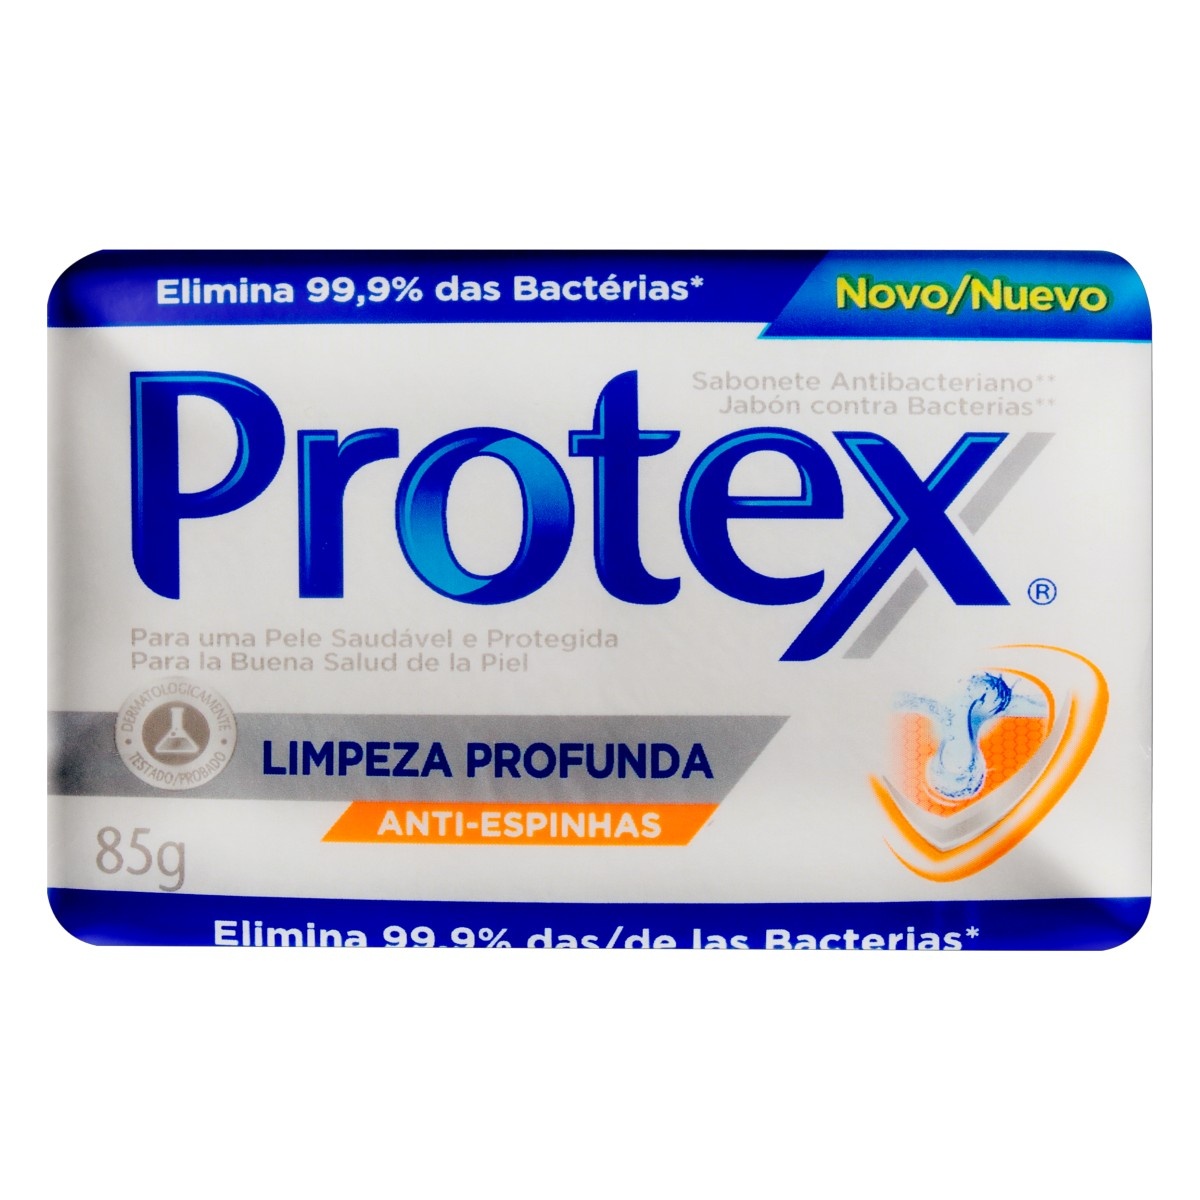 Elimina 99,9% das Bactérias*
Novo/Nuevo
Sabonete Antibacteriano**
Jabón contra Bacterias**
Protex®
Para uma Pele Saudável e Protegida
Para la Buena Salud de la Piel
DERMATOLOGICAMENTE
TESTADO/PROBADO
LIMPEZA PROFUNDA
ANTI-ESPINHAS
85g
Elimina 99,9% das/de las Bacterias*